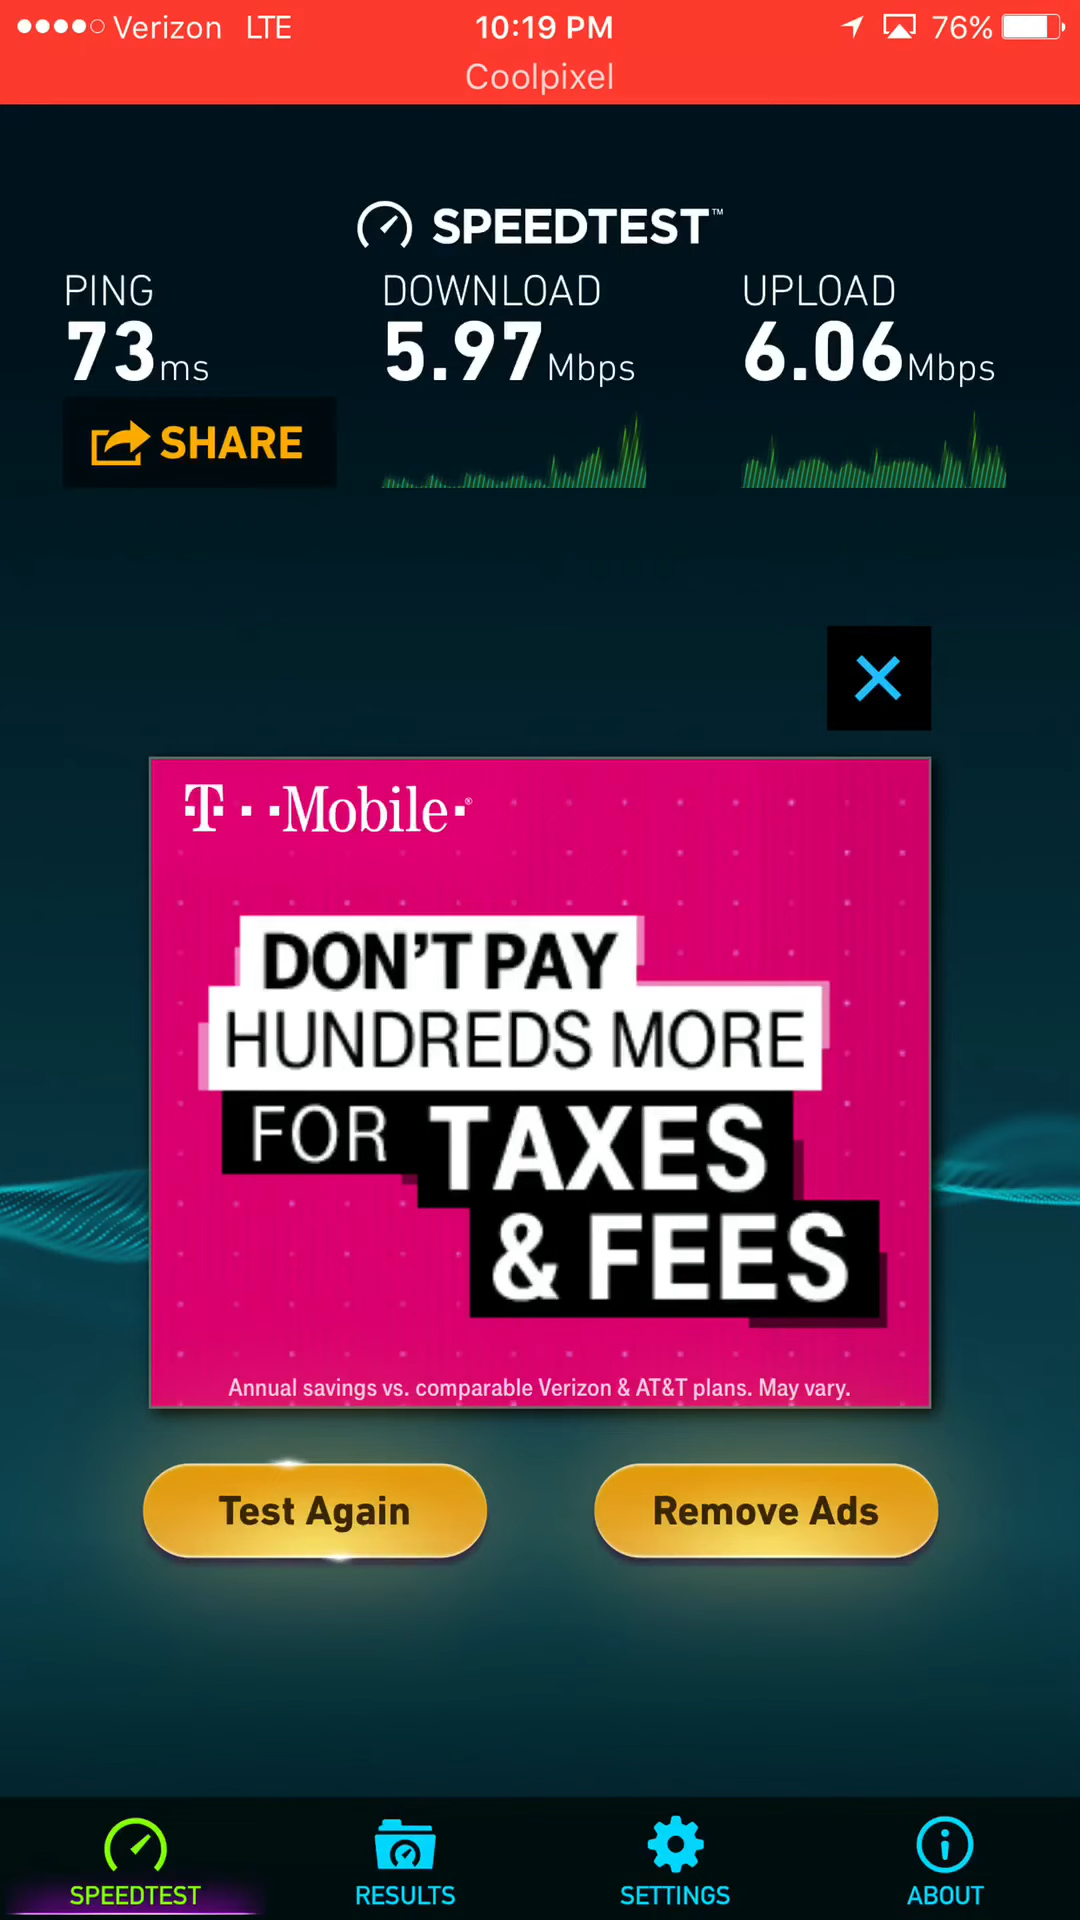 Verizon LTE 10:19 PM 76%
Coolpixel
SPEEDTEST™
PING DOWNLOAD UPLOAD
73ms 5.97Mbps 6.06Mbps
SHARE
T··Mobile·®
DON'T PAY
HUNDREDS MORE
FOR TAXES
& FEES
Annual savings vs. comparable Verizon & AT&T plans. May vary.
Test Again Remove Ads
SPEEDTEST RESULTS SETTINGS ABOUT